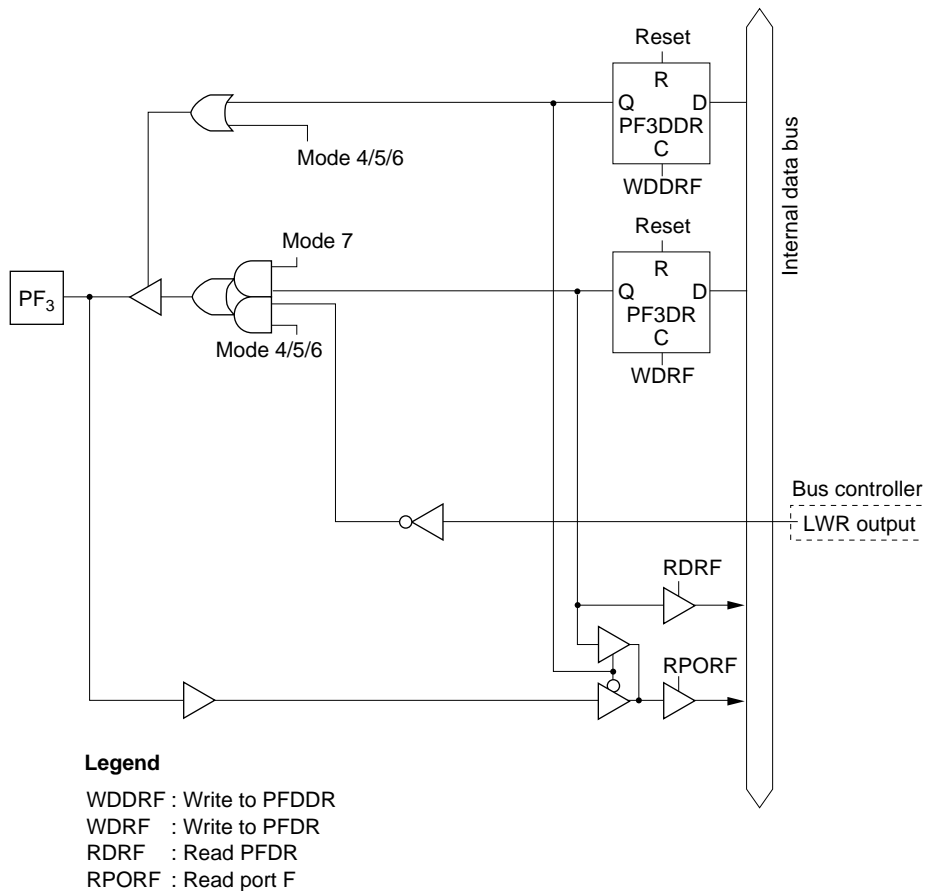 Reset
R
Q D
PF3DDR
C
WDDRF
Mode 4/5/6
Internal data bus
Reset
R
Q D
PF3DR
C
WDRF
Mode 7
PF3
Mode 4/5/6
Bus controller
LWR output
RDRF
RPORF
Legend
WDDRF : Write to PFDDR
WDRF : Write to PFDR
RDRF : Read PFDR
RPORF : Read port F